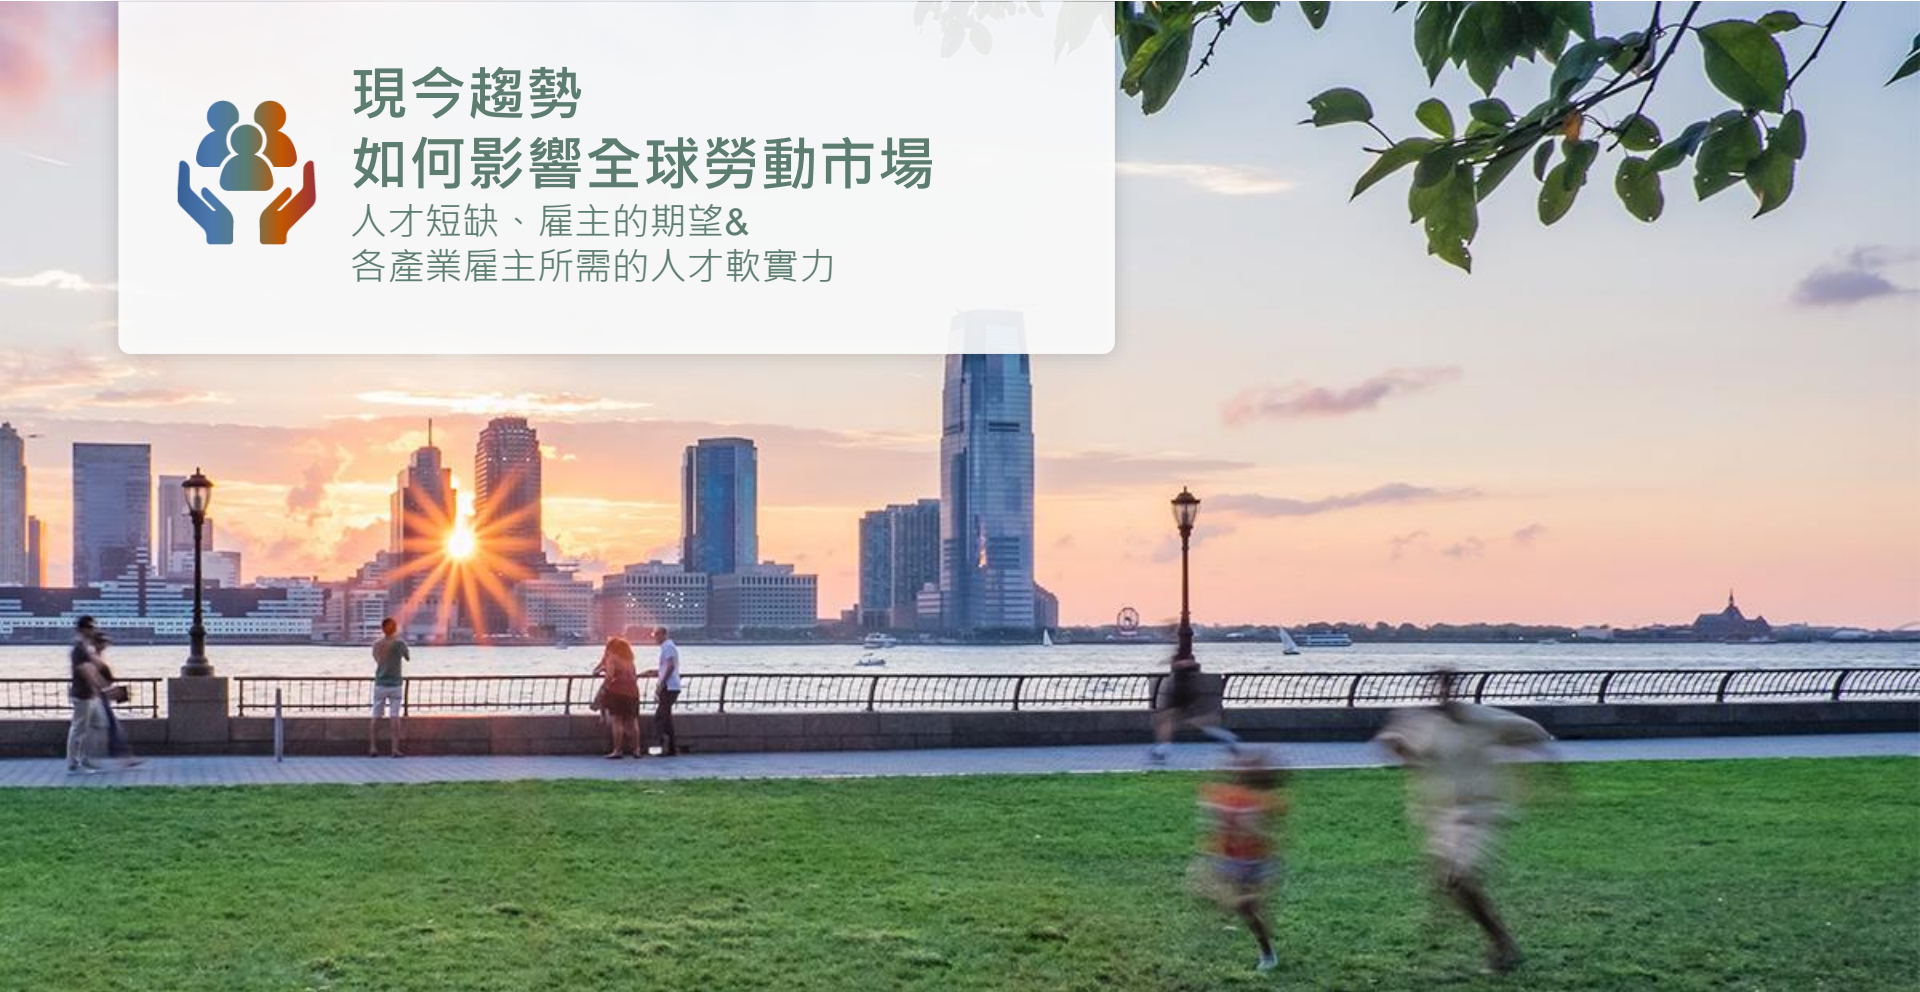 現今趨勢
如何影響全球勞動市場
人才短缺、雇主的期望&
各產業雇主所需的人才軟實力